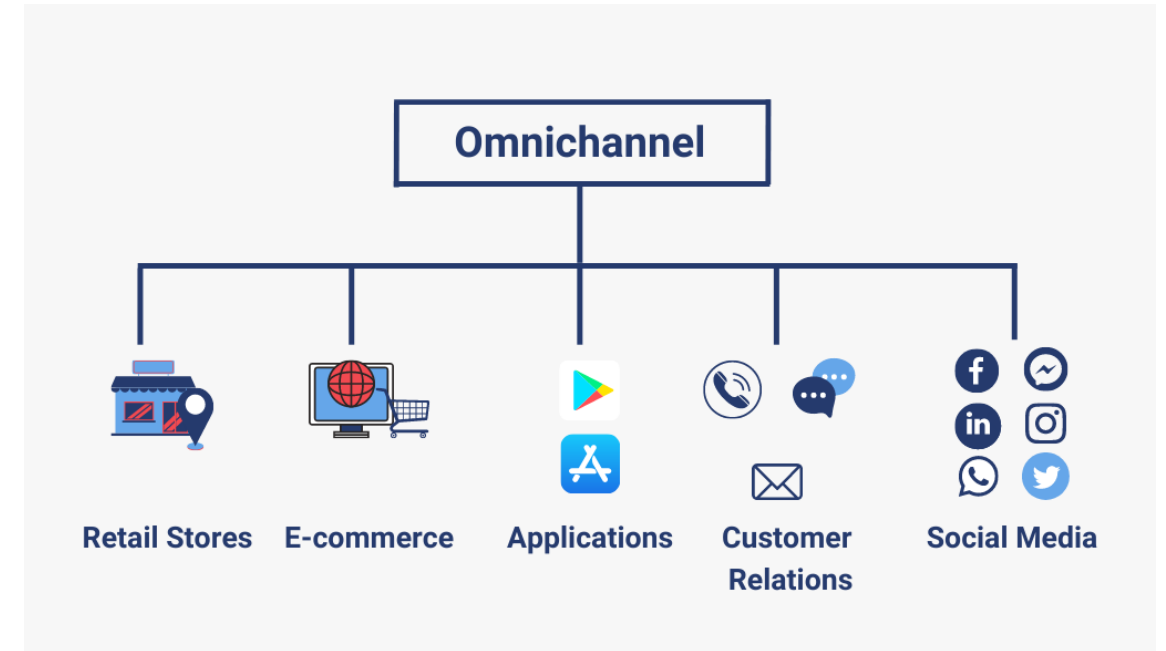 Omnichannel
Retail Stores
E-commerce
Applications
Customer
Relations
Social Media